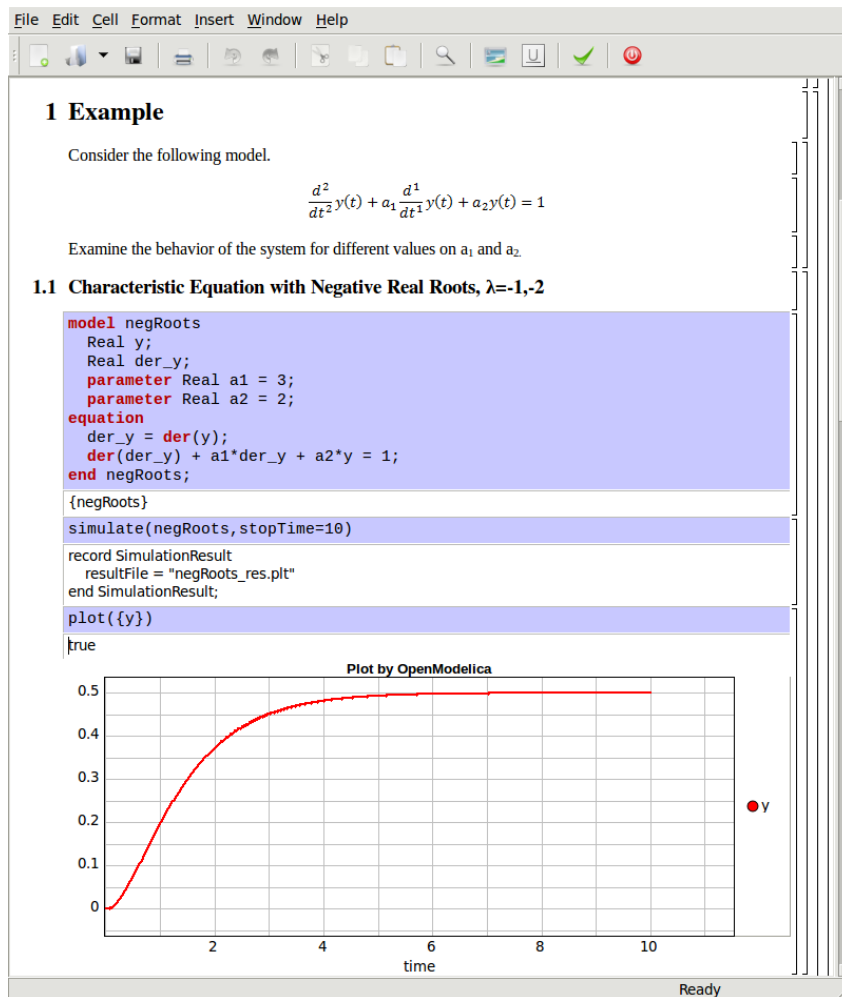 File Edit Cell Format Insert Window Help
U
1 Example
Consider the following model.
d²/dt² y(t) + a₁ d¹/dt¹ y(t) + a₂y(t) = 1
Examine the behavior of the system for different values on a₁ and a₂.
1.1 Characteristic Equation with Negative Real Roots, λ=-1,-2
model negRoots
  Real y;
  Real der_y;
  parameter Real a1 = 3;
  parameter Real a2 = 2;
equation
  der_y = der(y);
  der(der_y) + a1*der_y + a2*y = 1;
end negRoots;
{negRoots}
simulate(negRoots,stopTime=10)
record SimulationResult
  resultFile = "negRoots_res.plt"
end SimulationResult;
plot({y})
true
Plot by OpenModelica
0.5
0.4
0.3
0.2
0.1
0
y
2 4 6 8 10
time
Ready